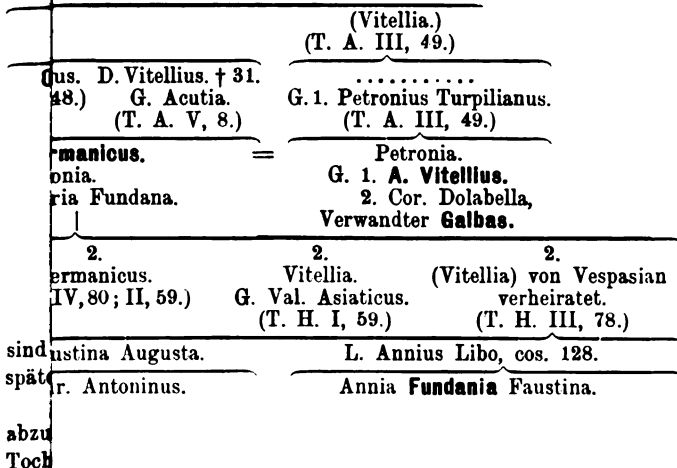 (Vitellia.)
(T. A. III, 49.)
us. D. Vitellius. † 31.
48.) G. Acutia.
(T. A. V, 8.)
...........
G. 1. Petronius Turpilianus.
(T. A. III, 49.)
rmanicus. = Petronia.
onia. G. 1. A. Vitellius.
ria Fundana. 2. Cor. Dolabella,
Verwandter Galbas.
2. 2. 2.
ermanicus. Vitellia. (Vitellia) von Vespasian
IV, 80; II, 59.) G. Val. Asiaticus. verheiratet.
(T. H. I, 59.) (T. H. III, 78.)
sind ustina Augusta. L. Annius Libo, cos. 128.
späte r. Antoninus. Annia Fundania Faustina.
abzu
Toch